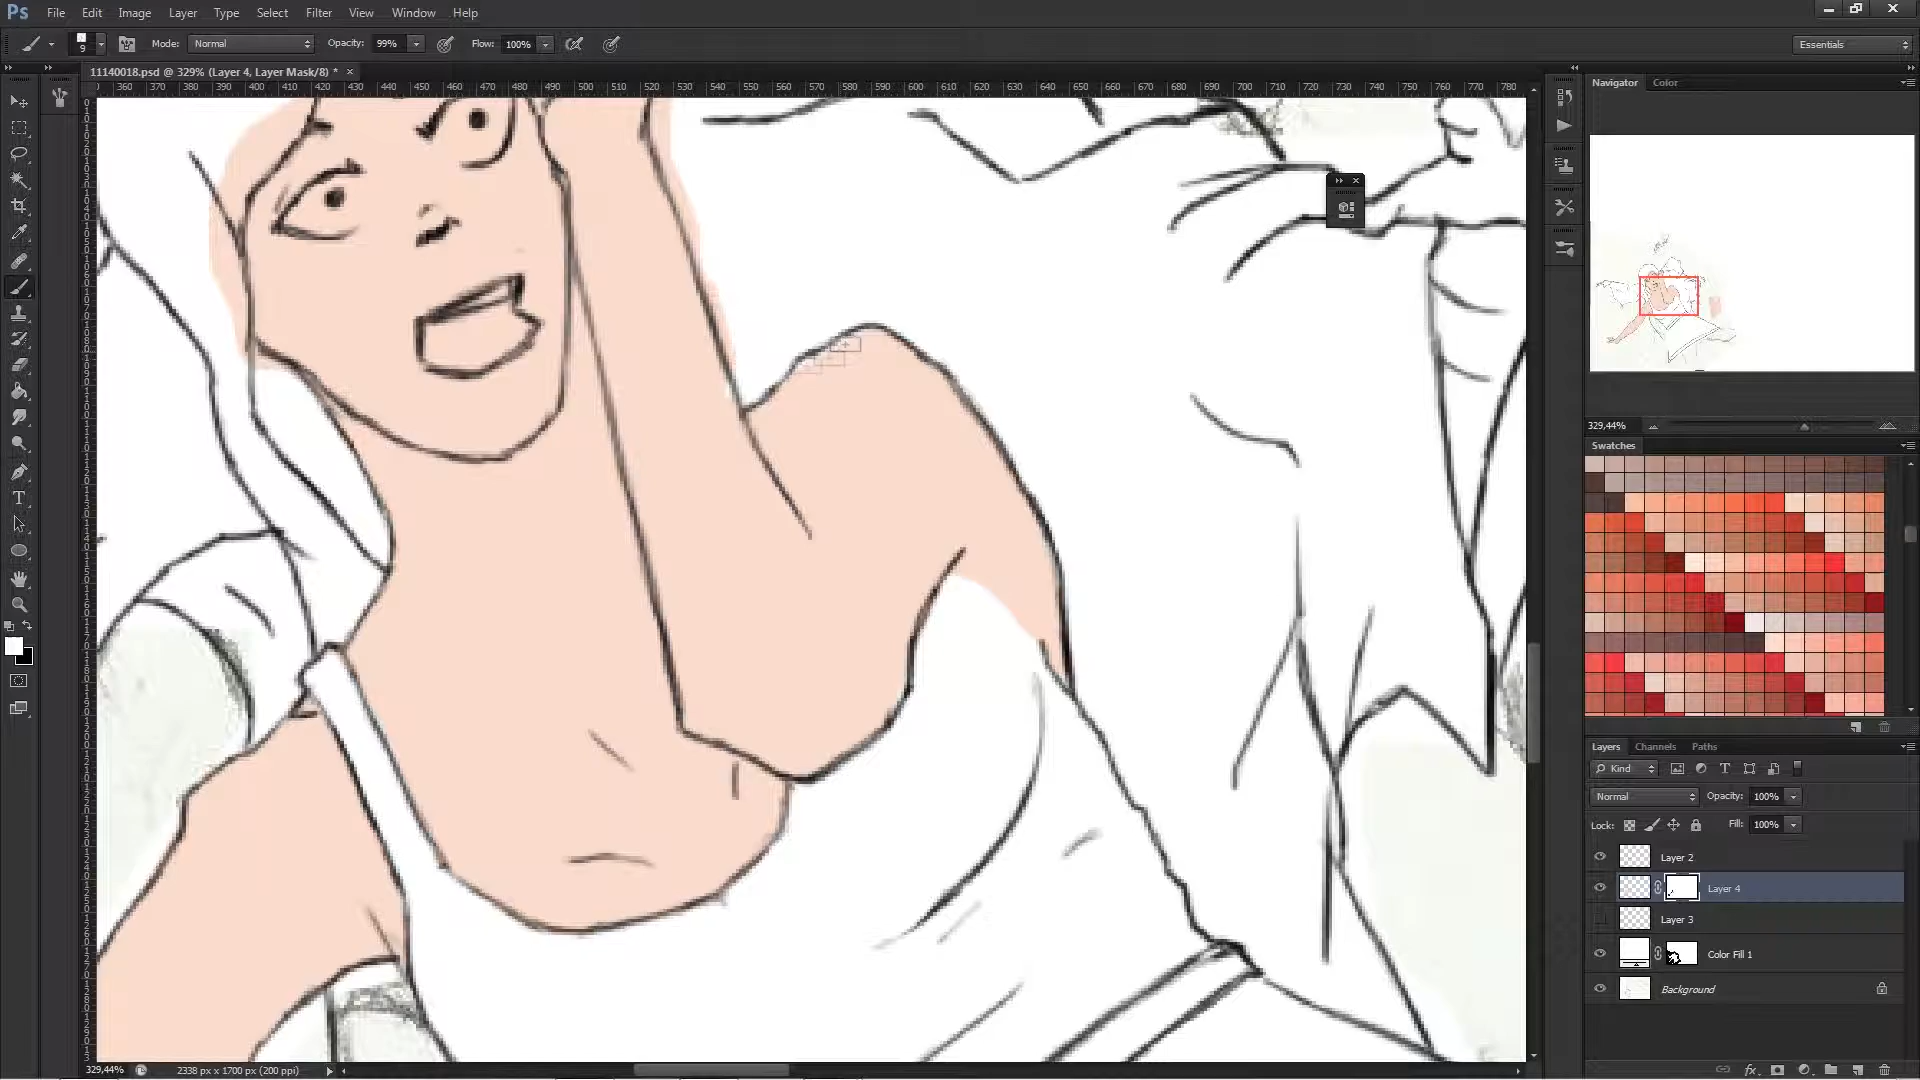 Ps File Edit Image Layer Type Select Filter View Window Help
9 Mode: Normal Opacity: 99% Flow: 100% Essentials
11140018.psd @ 329% (Layer 4, Layer Mask/8) * ×
360 370 380 390 400 410 420 430 440 450 460 470 480 490 500 510 520 530 540 550 560 570 580 590 600 610 620 630 640 650 660 670 680 690 700 710 720 730 740 750 760 770 780
Navigator Color
329,44%
Swatches
T
Layers Channels Paths
Kind
Normal Opacity: 100%
Lock: Fill: 100%
Layer 2
Layer 4
Layer 3
Color Fill 1
Background
329,44% 2338 px x 1700 px (200 ppi)
fx